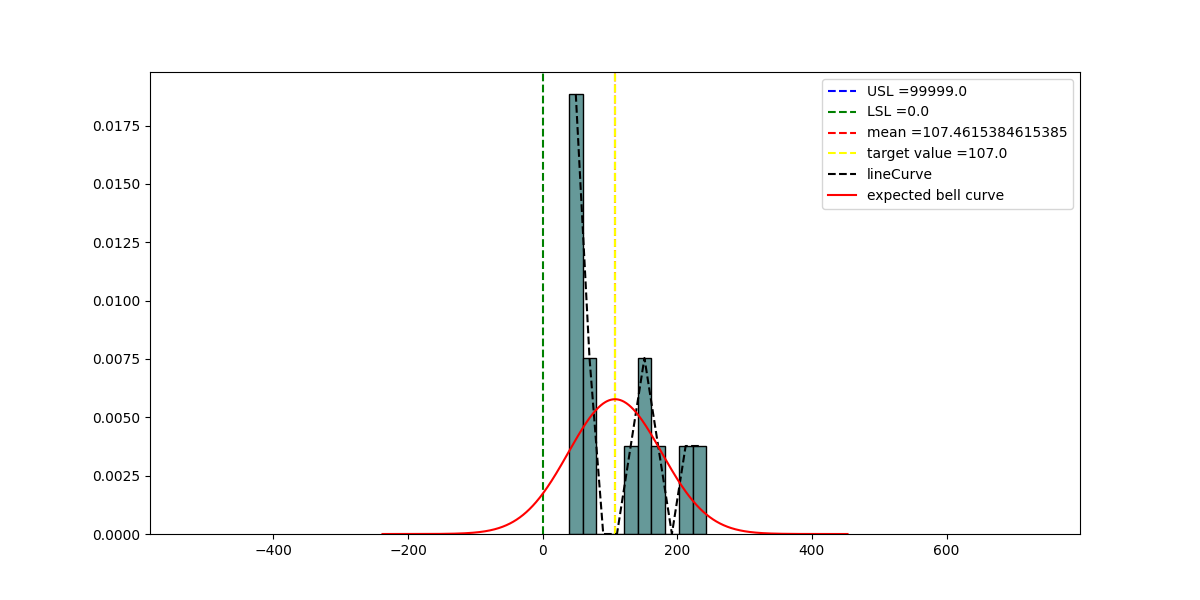 USL =99999.0
LSL =0.0
mean =107.4615384615385
target value =107.0
lineCurve
expected bell curve
0.0175
0.0150
0.0125
0.0100
0.0075
0.0050
0.0025
0.0000
−400
−200
0
200
400
600